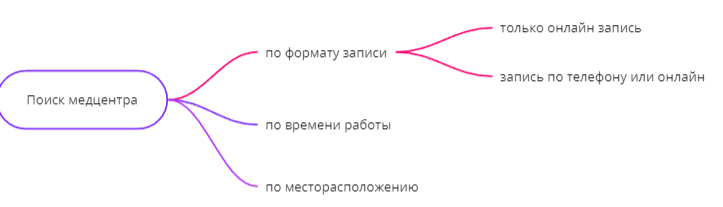 только онлайн запись
по формату записи
запись по телефону или онлайн
Поиск медцентра
по времени работы
по месторасположению